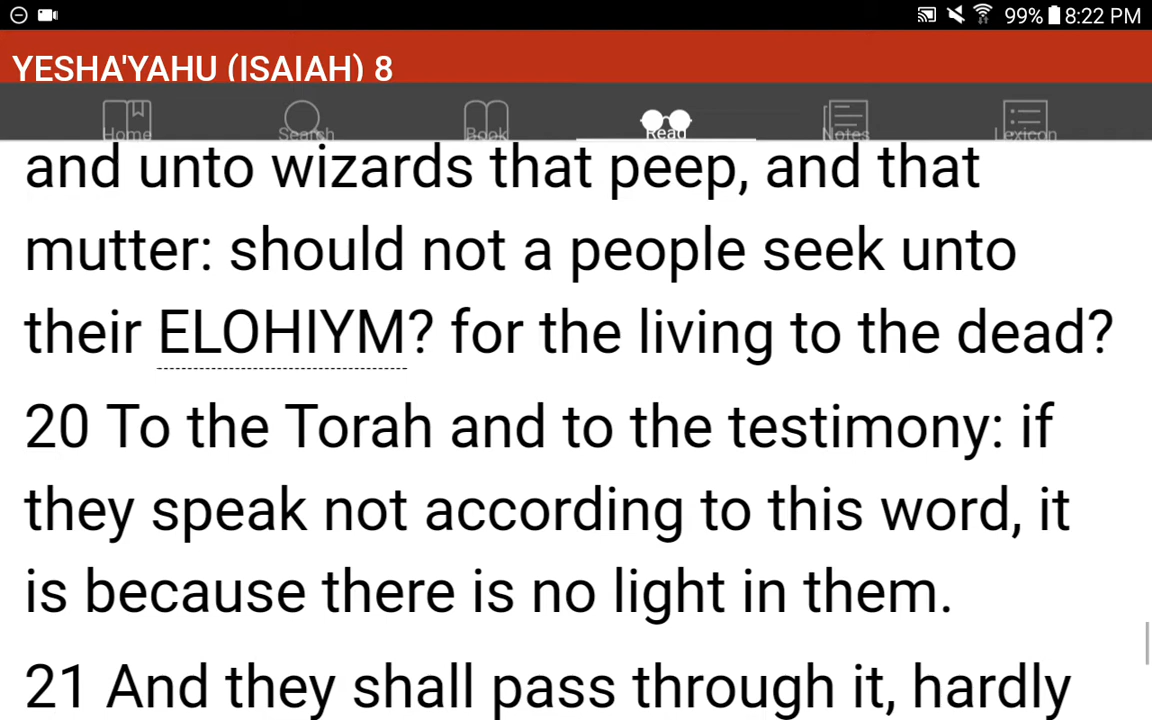 99% 8:22 PM
YESHA'YAHU (ISAIAH) 8
Home Search Book Read Notes Lexicon
and unto wizards that peep, and that
mutter: should not a people seek unto
their ELOHIYM? for the living to the dead?
20 To the Torah and to the testimony: if
they speak not according to this word, it
is because there is no light in them.
21 And they shall pass through it, hardly